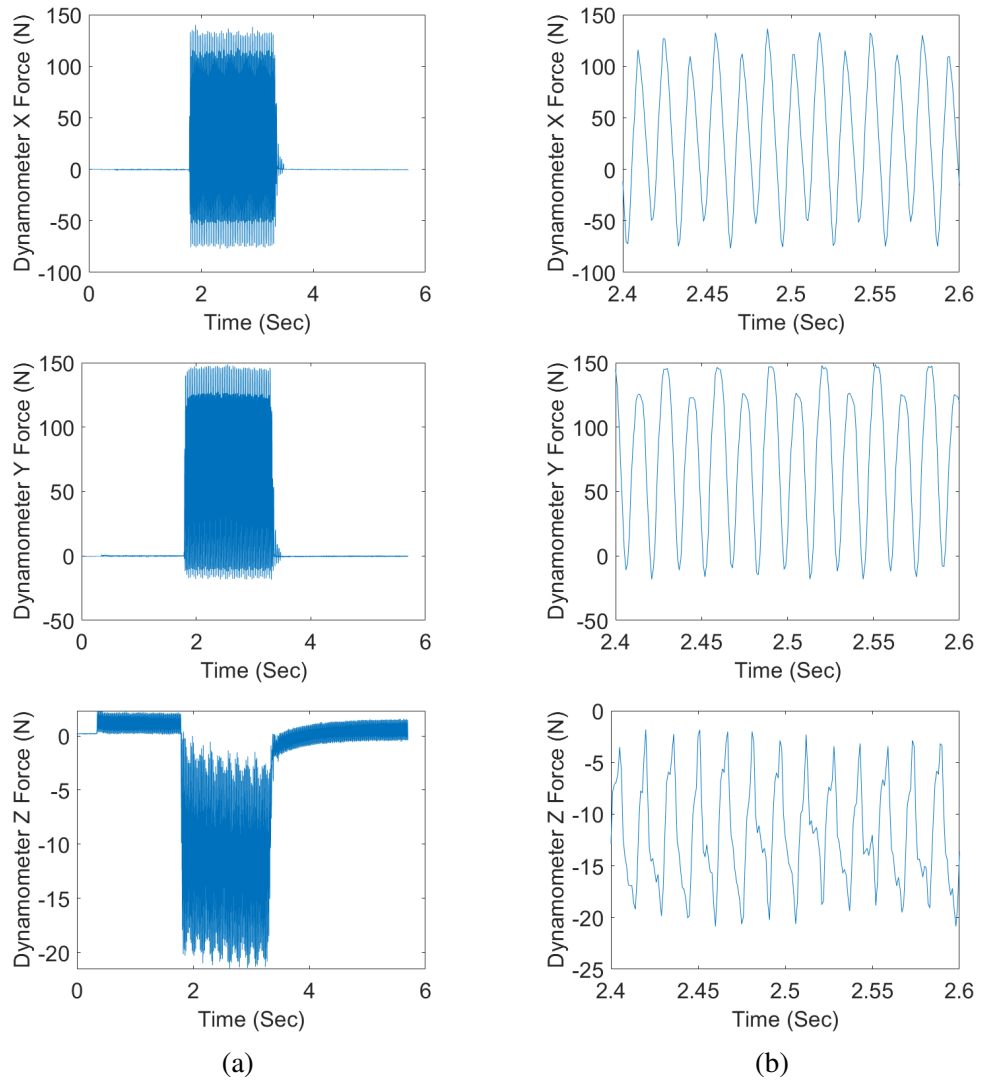 Dynamometer X Force (N)
150
100
50
0
-50
-100
0 2 4 6
Time (Sec)
Dynamometer X Force (N)
150
100
50
0
-50
-100
2.4 2.45 2.5 2.55 2.6
Time (Sec)
Dynamometer Y Force (N)
150
100
50
0
-50
0 2 4 6
Time (Sec)
Dynamometer Y Force (N)
150
100
50
0
-50
2.4 2.45 2.5 2.55 2.6
Time (Sec)
Dynamometer Z Force (N)
0
-5
-10
-15
-20
0 2 4 6
Time (Sec)
Dynamometer Z Force (N)
0
-5
-10
-15
-20
-25
2.4 2.45 2.5 2.55 2.6
Time (Sec)
(a)
(b)